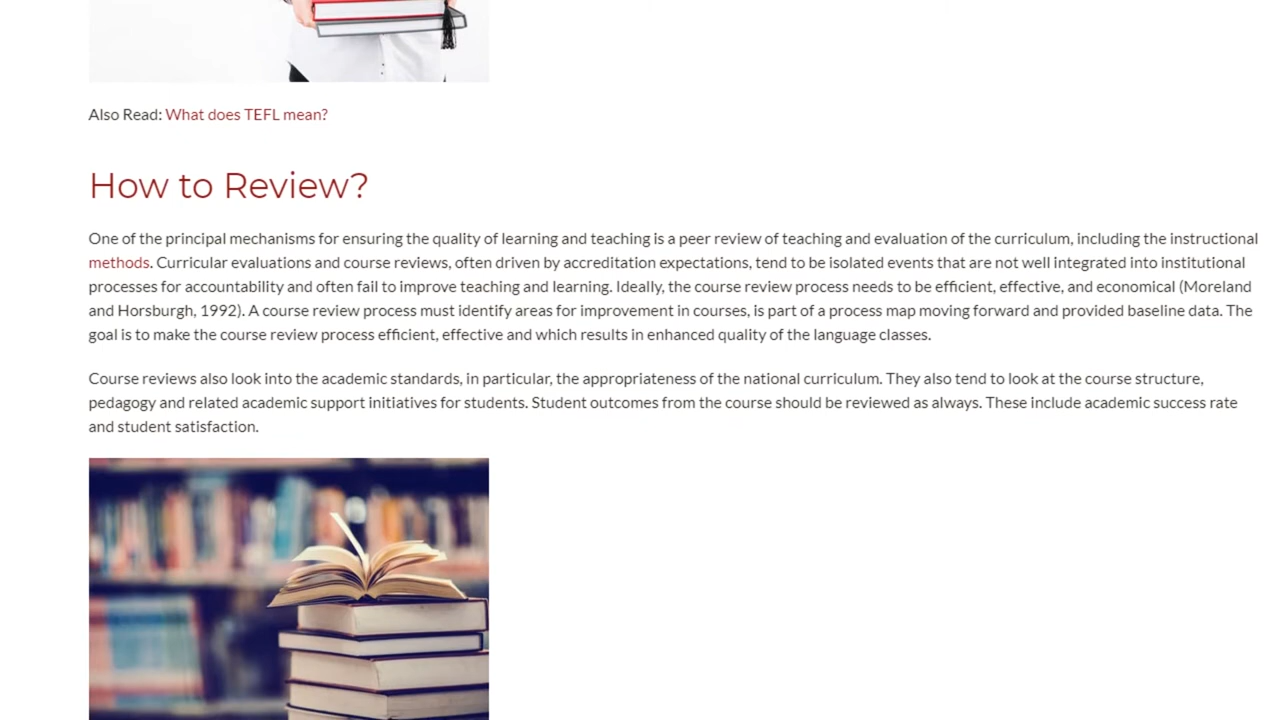 Also Read: What does TEFL mean?
How to Review?
One of the principal mechanisms for ensuring the quality of learning and teaching is a peer review of teaching and evaluation of the curriculum, including the instructional
methods. Curricular evaluations and course reviews, often driven by accreditation expectations, tend to be isolated events that are not well integrated into institutional
processes for accountability and often fail to improve teaching and learning. Ideally, the course review process needs to be efficient, effective, and economical (Moreland
and Horsburgh, 1992). A course review process must identify areas for improvement in courses, is part of a process map moving forward and provided baseline data. The
goal is to make the course review process efficient, effective and which results in enhanced quality of the language classes.
Course reviews also look into the academic standards, in particular, the appropriateness of the national curriculum. They also tend to look at the course structure,
pedagogy and related academic support initiatives for students. Student outcomes from the course should be reviewed as always. These include academic success rate
and student satisfaction.